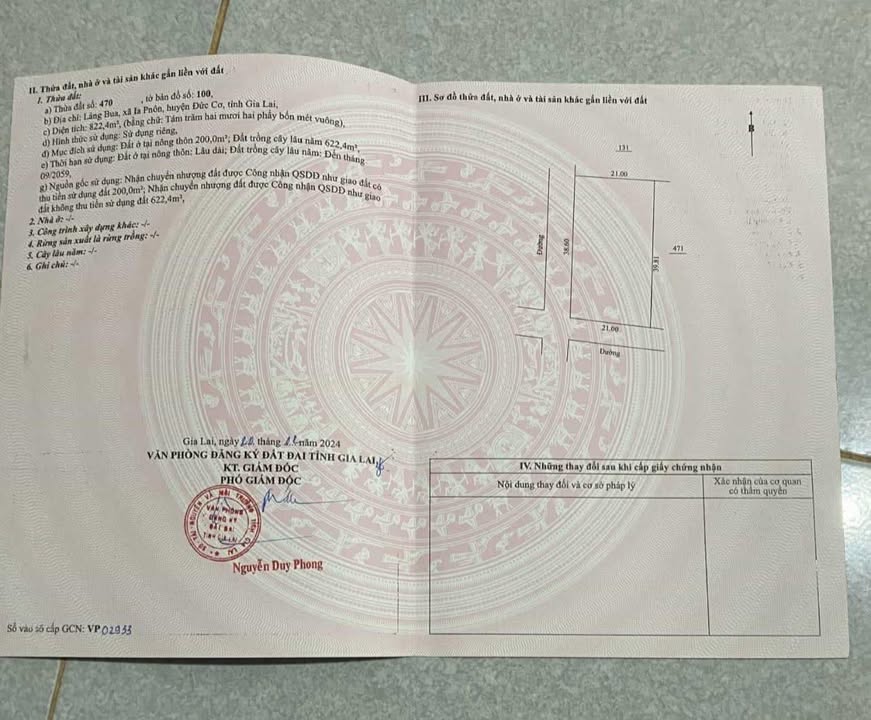 II. Thửa đất, nhà ở và tài sản khác gắn liền với đất
1. Thửa đất:
a) Thửa đất số: 470 , tờ bản đồ số: 100,
b) Địa chỉ: Làng Bua, xã Ia Pnôn, huyện Đức Cơ, tỉnh Gia Lai,
c) Diện tích: 822,4m², (bằng chữ: Tám trăm hai mươi hai phẩy bốn mét vuông),
d) Hình thức sử dụng: Sử dụng riêng,
đ) Mục đích sử dụng: Đất ở tại nông thôn 200,0m²; Đất trồng cây lâu năm 622,4m²,
e) Thời hạn sử dụng: Đất ở tại nông thôn: Lâu dài; Đất trồng cây lâu năm: Đến tháng
09/2059,
g) Nguồn gốc sử dụng: Nhận chuyển nhượng đất được Công nhận QSDĐ như giao đất có
thu tiền sử dụng đất 200,0m²; Nhận chuyển nhượng đất được Công nhận QSDĐ như giao
đất không thu tiền sử dụng đất 622,4m²,
2. Nhà ở: -/-
3. Công trình xây dựng khác: -/-
4. Rừng sản xuất là rừng trồng: -/-
5. Cây lâu năm: -/-
6. Ghi chú: -/-
Gia Lai, ngày tháng năm 2024
VĂN PHÒNG ĐĂNG KÝ ĐẤT ĐAI TỈNH GIA LAI
KT. GIÁM ĐỐC
PHÓ GIÁM ĐỐC
VĂN PHÒNG
ĐĂNG KÝ
ĐẤT ĐAI
TỈNH GIA LAI
Nguyễn Duy Phong
Số vào sổ cấp GCN: VP 02933
III. Sơ đồ thửa đất, nhà ở và tài sản khác gắn liền với đất
B
131
21.00
Đường
38.60
39.81
471
21.00
Đường
IV. Những thay đổi sau khi cấp giấy chứng nhận
Nội dung thay đổi và cơ sở pháp lý
Xác nhận của cơ quan
có thẩm quyền